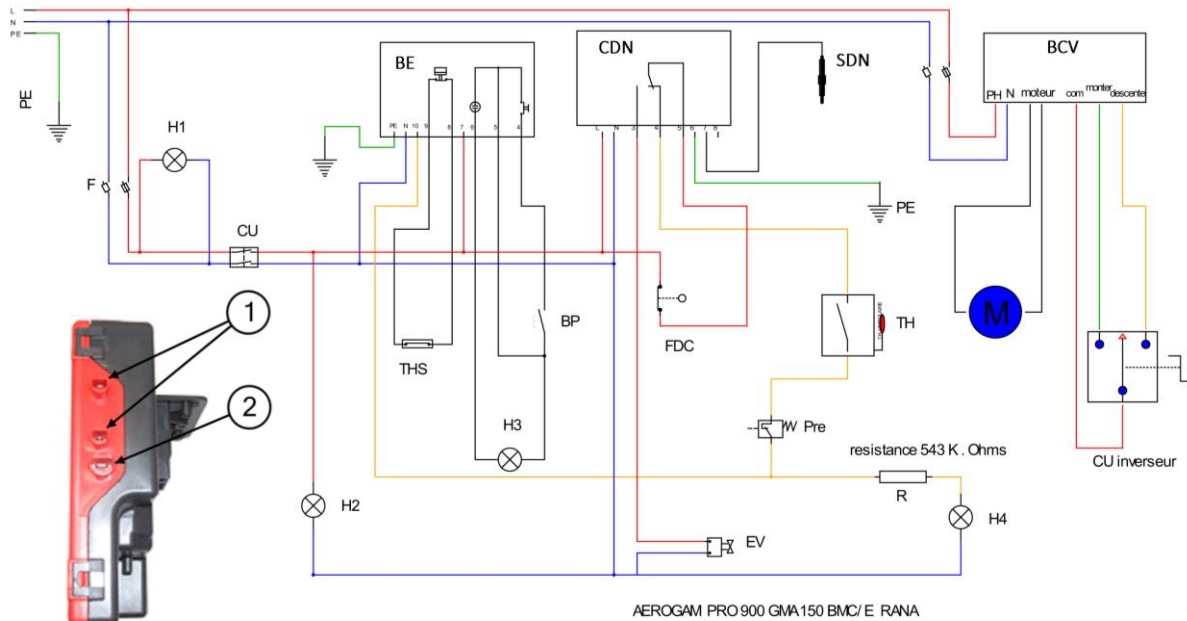 L
N
PE
PE
F
H1
CU
BE
PE N 10 9 8 7 6 5 4
THS
H3
BP
H2
CDN
L N 3 4 5 6 7 8
SDN
PE
FDC
TH
Pre
resistance 543 K . Ohms
R
H4
EV
BCV
PH N moteur com monter descente
M
CU inverseur
1
2
AEROGAM PRO 900 GMA 150 BMC/ E RANA